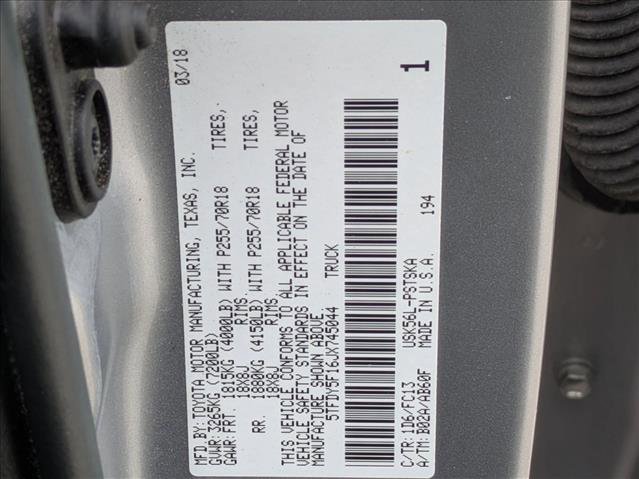 MFD.BY:TOYOTA MOTOR MANUFACTURING, TEXAS, INC. 03/18
GVWR: 3265KG (7200LB)
GAWR: FRT. 1815KG (4000LB) WITH P255/70R18 TIRES,
18X8J RIMS.
RR. 1880KG (4150LB) WITH P255/70R18 TIRES,
18X8J RIMS.
THIS VEHICLE CONFORMS TO ALL APPLICABLE FEDERAL MOTOR
VEHICLE SAFETY STANDARDS IN EFFECT ON THE DATE OF
MANUFACTURE SHOWN ABOVE.
5TFDY5F16JX745044 TRUCK
C/TR: 1D6/FC13 USK56L-PSTSKA 194
A/TM: B02A/AB60F MADE IN U.S.A. 1